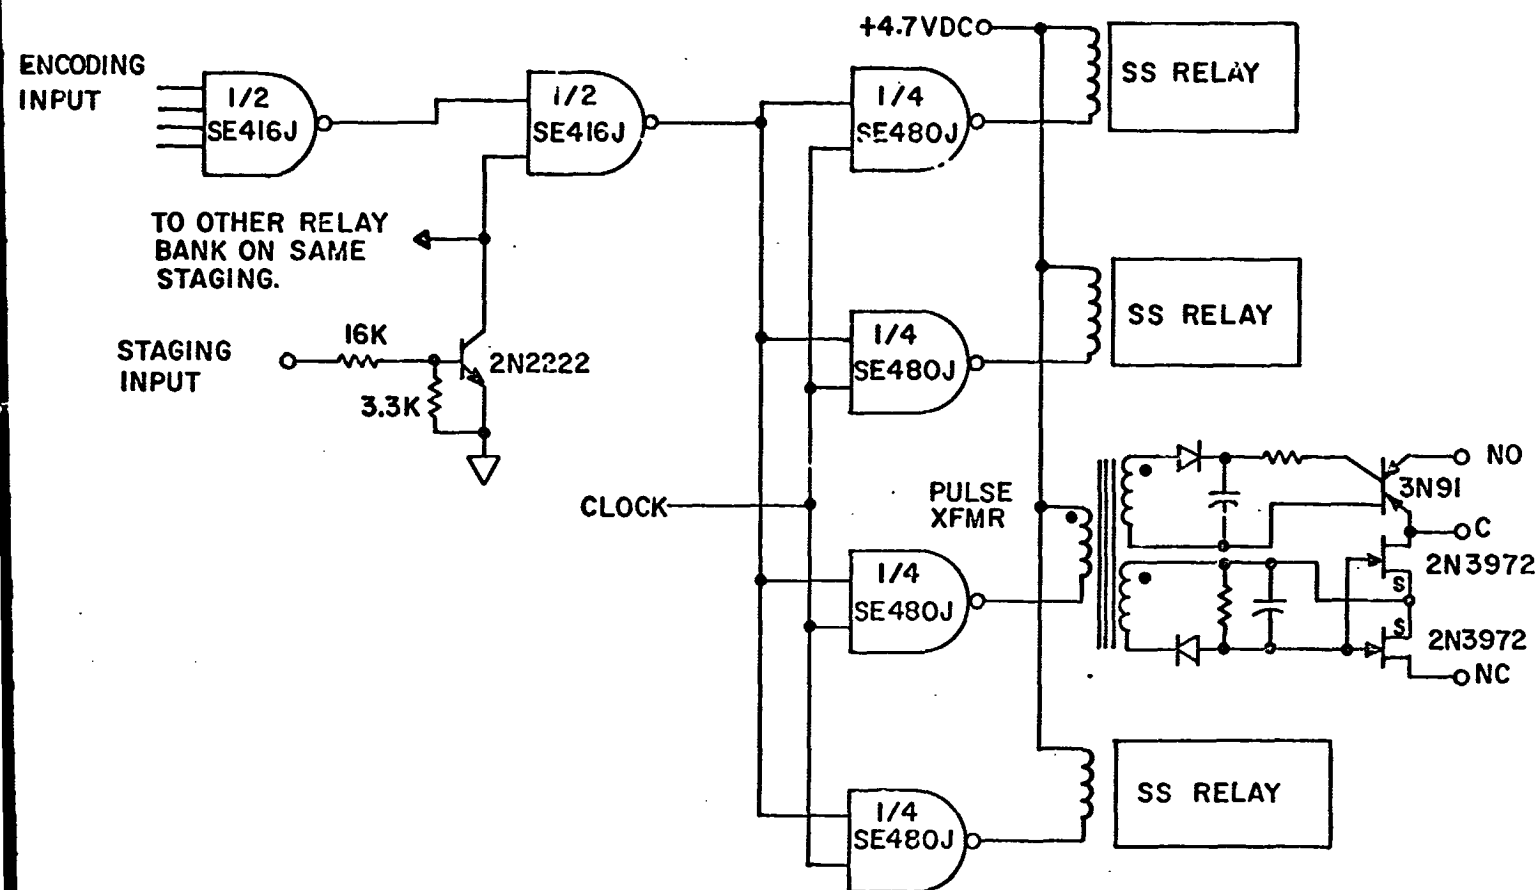 +4.7VDC
ENCODING
INPUT
1/2
SE416J
1/2
SE416J
1/4
SE480J
SS RELAY
TO OTHER RELAY
BANK ON SAME
STAGING.
STAGING
INPUT
16K
3.3K
2N2222
1/4
SE480J
SS RELAY
CLOCK
PULSE
XFMR
1/4
SE480J
NO
3N91
C
2N3972
S
S
2N3972
NC
1/4
SE480J
SS RELAY